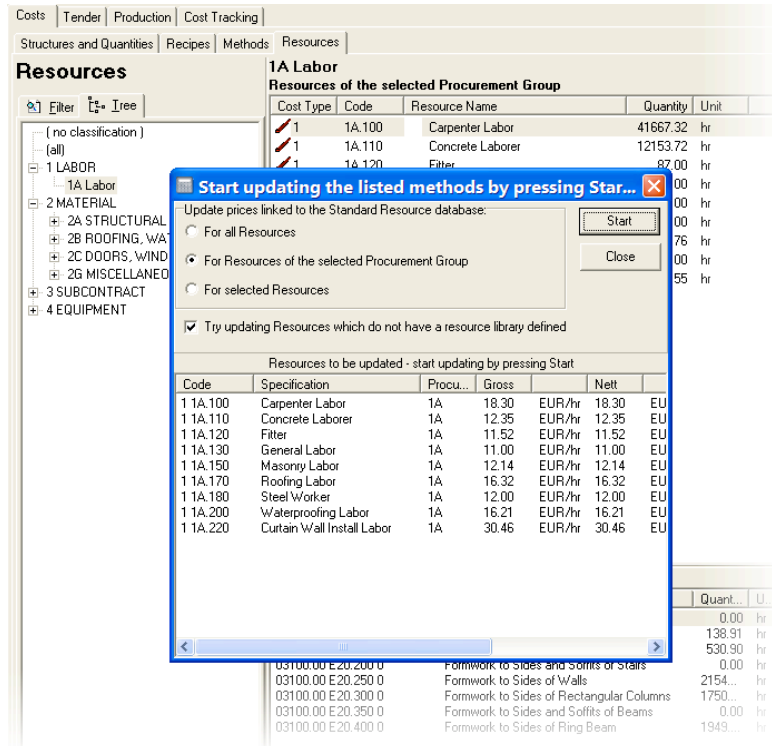 Costs Tender Production Cost Tracking
Structures and Quantities Recipes Methods Resources
Resources
1A Labor
Resources of the selected Procurement Group
Filter Tree
Cost Type Code Resource Name Quantity Unit
( no classification )
(all)
1 LABOR
1A Labor
2 MATERIAL
2A STRUCTURAL
2B ROOFING, WAT
2C DOORS, WIND
2G MISCELLANEO
3 SUBCONTRACT
4 EQUIPMENT
1 1A.100 Carpenter Labor 41667.32 hr
1 1A.110 Concrete Laborer 12153.72 hr
1 1A.120 Fitter 87.00 hr
00 hr
00 hr
00 hr
76 hr
00 hr
55 hr
Start updating the listed methods by pressing Star...
Update prices linked to the Standard Resource database:
For all Resources
For Resources of the selected Procurement Group
For selected Resources
Start
Close
Try updating Resources which do not have a resource library defined
Resources to be updated - start updating by pressing Start
Code Specification Procu... Gross Nett
1 1A.100 Carpenter Labor 1A 18.30 EUR/hr 18.30 EU
1 1A.110 Concrete Laborer 1A 12.35 EUR/hr 12.35 EU
1 1A.120 Fitter 1A 11.52 EUR/hr 11.52 EU
1 1A.130 General Labor 1A 11.00 EUR/hr 11.00 EU
1 1A.150 Masonry Labor 1A 12.14 EUR/hr 12.14 EU
1 1A.170 Roofing Labor 1A 16.32 EUR/hr 16.32 EU
1 1A.180 Steel Worker 1A 12.00 EUR/hr 12.00 EU
1 1A.200 Waterproofing Labor 1A 16.21 EUR/hr 16.21 EU
1 1A.220 Curtain Wall Install Labor 1A 30.46 EUR/hr 30.46 EU
Quant... U...
0.00 hr
138.91 hr
530.90 hr
03100.00 E20.200 0 Formwork to Sides and Soffits of Stairs 0.00 hr
03100.00 E20.250 0 Formwork to Sides of Walls 2154... hr
03100.00 E20.300 0 Formwork to Sides of Rectangular Columns 1750... hr
03100.00 E20.350 0 Formwork to Sides and Soffits of Beams 0.00 hr
03100.00 E20.400 0 Formwork to Sides of Ring Beam 1949... hr